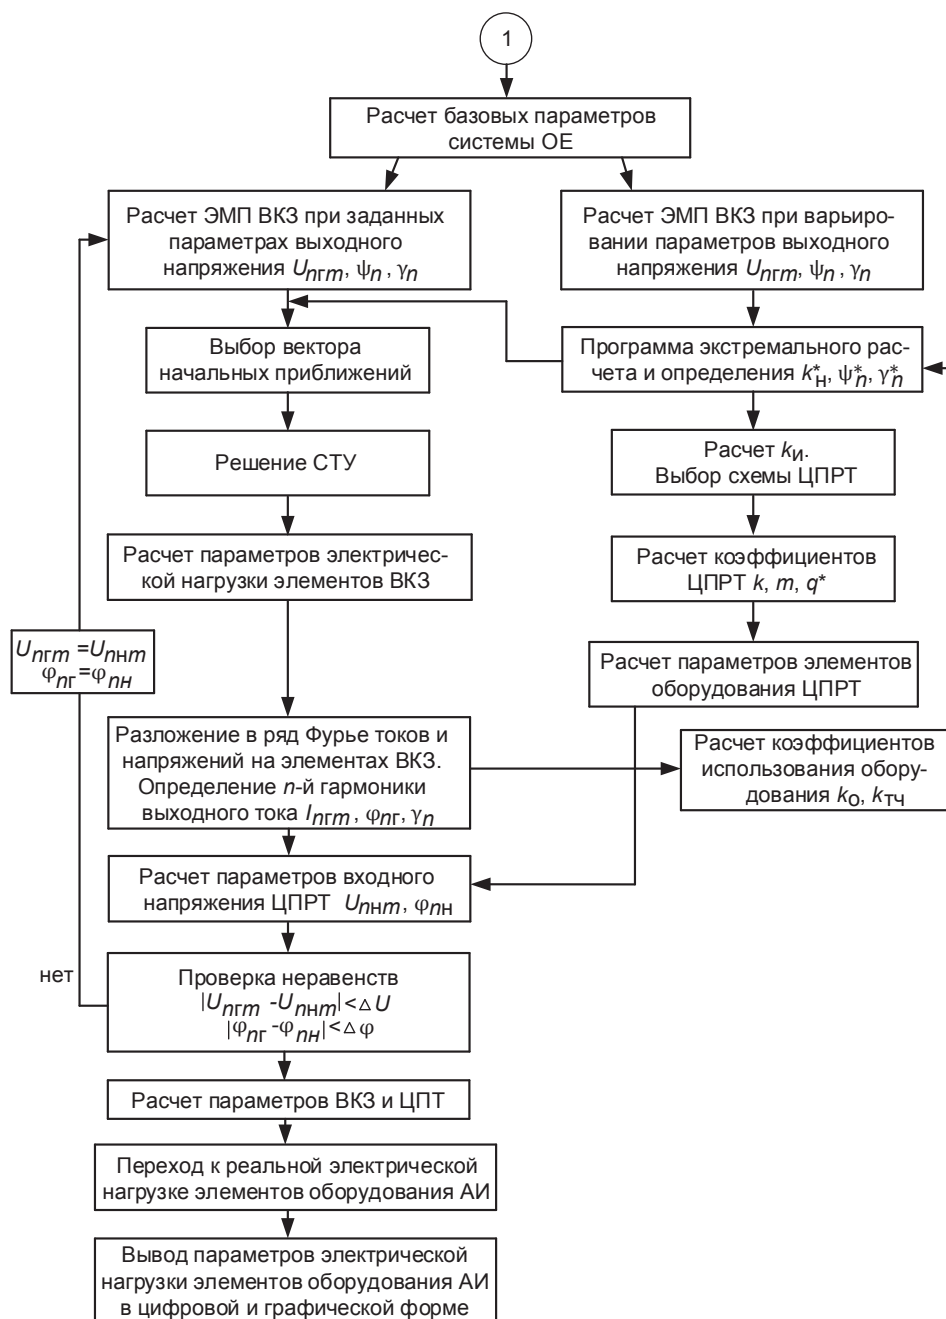 1
Расчет базовых параметров
системы ОЕ
Расчет ЭМП ВКЗ при заданных
параметрах выходного
напряжения Unгm, ψn, γn
Расчет ЭМП ВКЗ при варьиро-
вании параметров выходного
напряжения Unгm, ψn, γn
Выбор вектора
начальных приближений
Программа экстремального рас-
чета и определения k*н, ψ*n, γ*n
Решение СТУ
Расчет kи.
Выбор схемы ЦПРТ
Расчет параметров электричес-
кой нагрузки элементов ВКЗ
Расчет коэффициентов
ЦПРТ k, m, q*
Unгm =Unнm
φnг=φnн
Расчет параметров элементов
оборудования ЦПРТ
Разложение в ряд Фурье токов и
напряжений на элементах ВКЗ.
Определение n-й гармоники
выходного тока Inгm, φnг, γn
Расчет коэффициентов
использования обору-
дования kо, kтч
Расчет параметров входного
напряжения ЦПРТ Unнm, φnн
нет
Проверка неравенств
|Unгm -Unнm|<Δ U
|φnг -φnн|<Δ φ
Расчет параметров ВКЗ и ЦПТ
Переход к реальной электрической
нагрузке элементов оборудования АИ
Вывод параметров электрической
нагрузки элементов оборудования АИ
в цифровой и графической форме